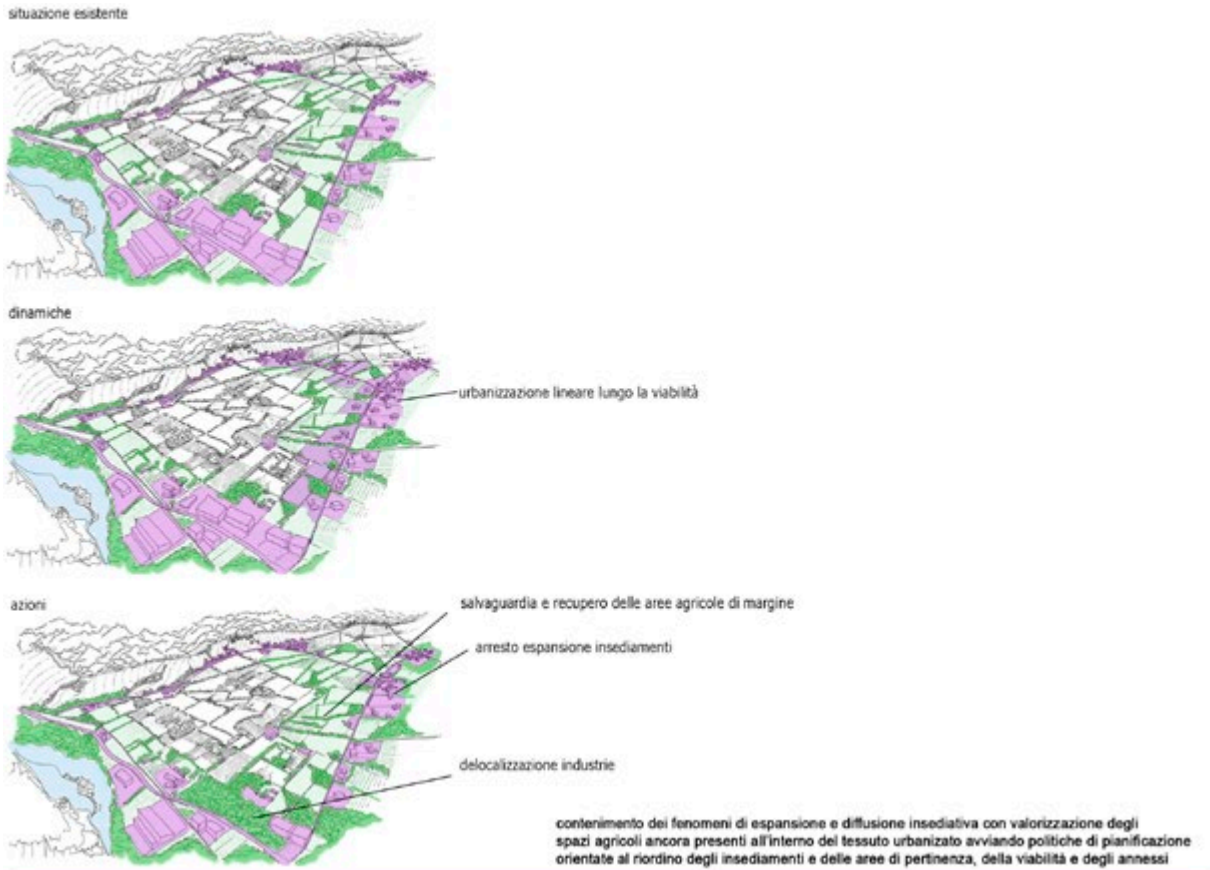 situazione esistente
dinamiche
urbanizzazione lineare lungo la viabilità
azioni
salvaguardia e recupero delle aree agricole di margine
arresto espansione insediamenti
delocalizzazione industrie
contenimento dei fenomeni di espansione e diffusione insediativa con valorizzazione degli
spazi agricoli ancora presenti all'interno del tessuto urbanizato avviando politiche di pianificazione
orientate al riordino degli insediamenti e delle aree di pertinenza, della viabilità e degli annessi